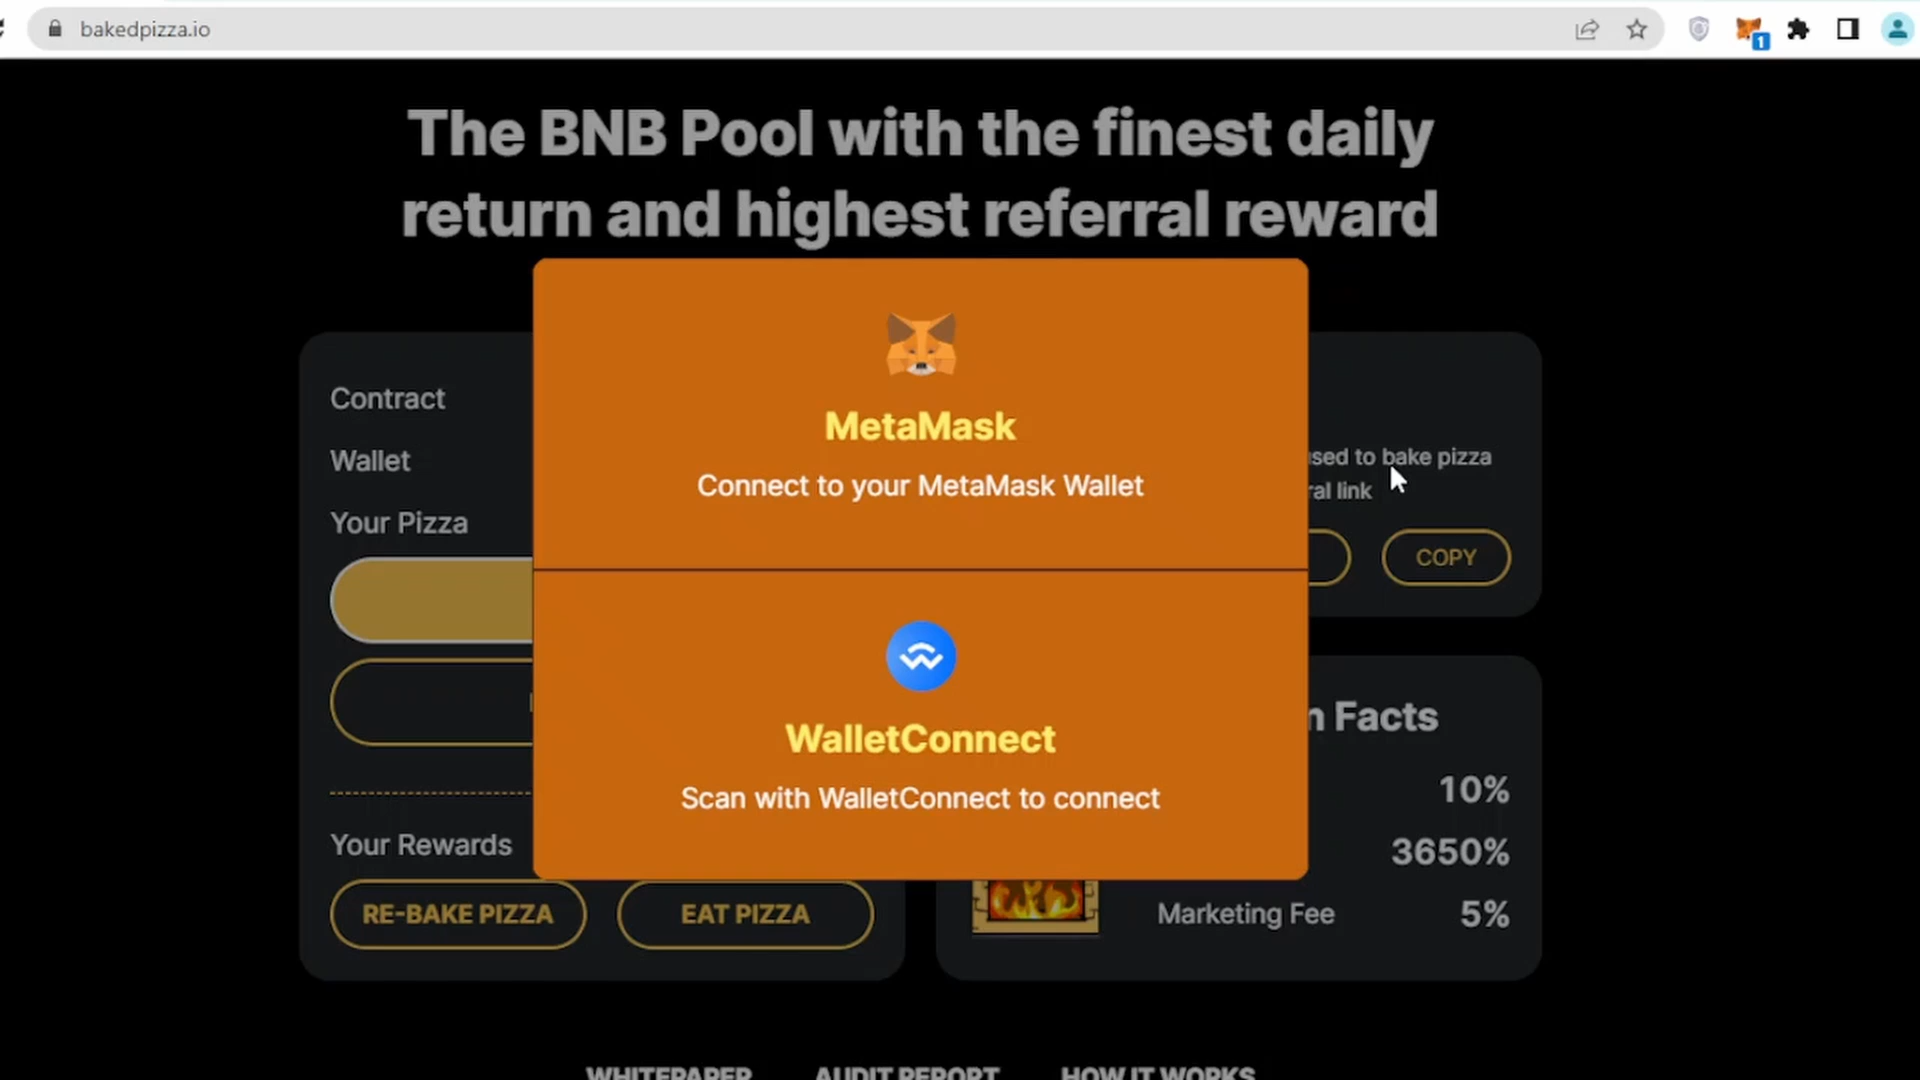 bakedpizza.io
1
The BNB Pool with the finest daily
return and highest referral reward
MetaMask
Connect to your MetaMask Wallet
WalletConnect
Scan with WalletConnect to connect
Contract
Wallet
Your Pizza
Your Rewards
RE-BAKE PIZZA
EAT PIZZA
to bake pizza
link
COPY
Facts
10%
3650%
Marketing Fee
5%
WHITEPAPER
AUDIT REPORT
HOW IT WORKS